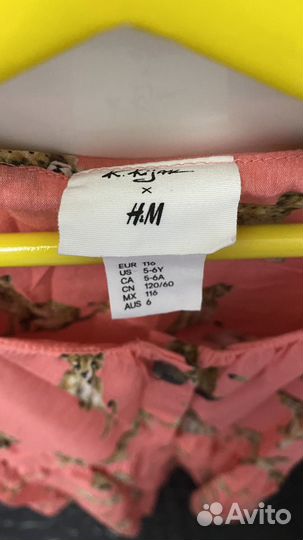 x
H&M
EUR 116
US 5-6Y
CA 5-6A
CN 120/60
MX 116
AUS 6
Avito